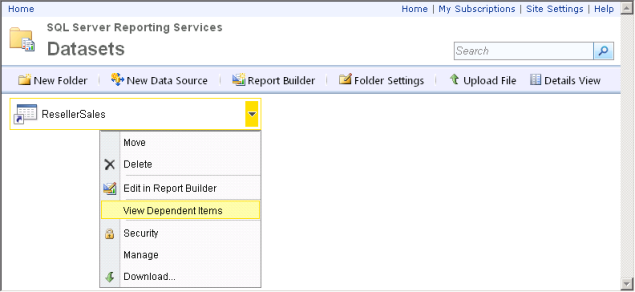 Home
Home | My Subscriptions | Site Settings | Help
SQL Server Reporting Services
Datasets
Search
New Folder | New Data Source | Report Builder | Folder Settings | Upload File Details View
ResellerSales
Move
Delete
Edit in Report Builder
View Dependent Items
Security
Manage
Download...